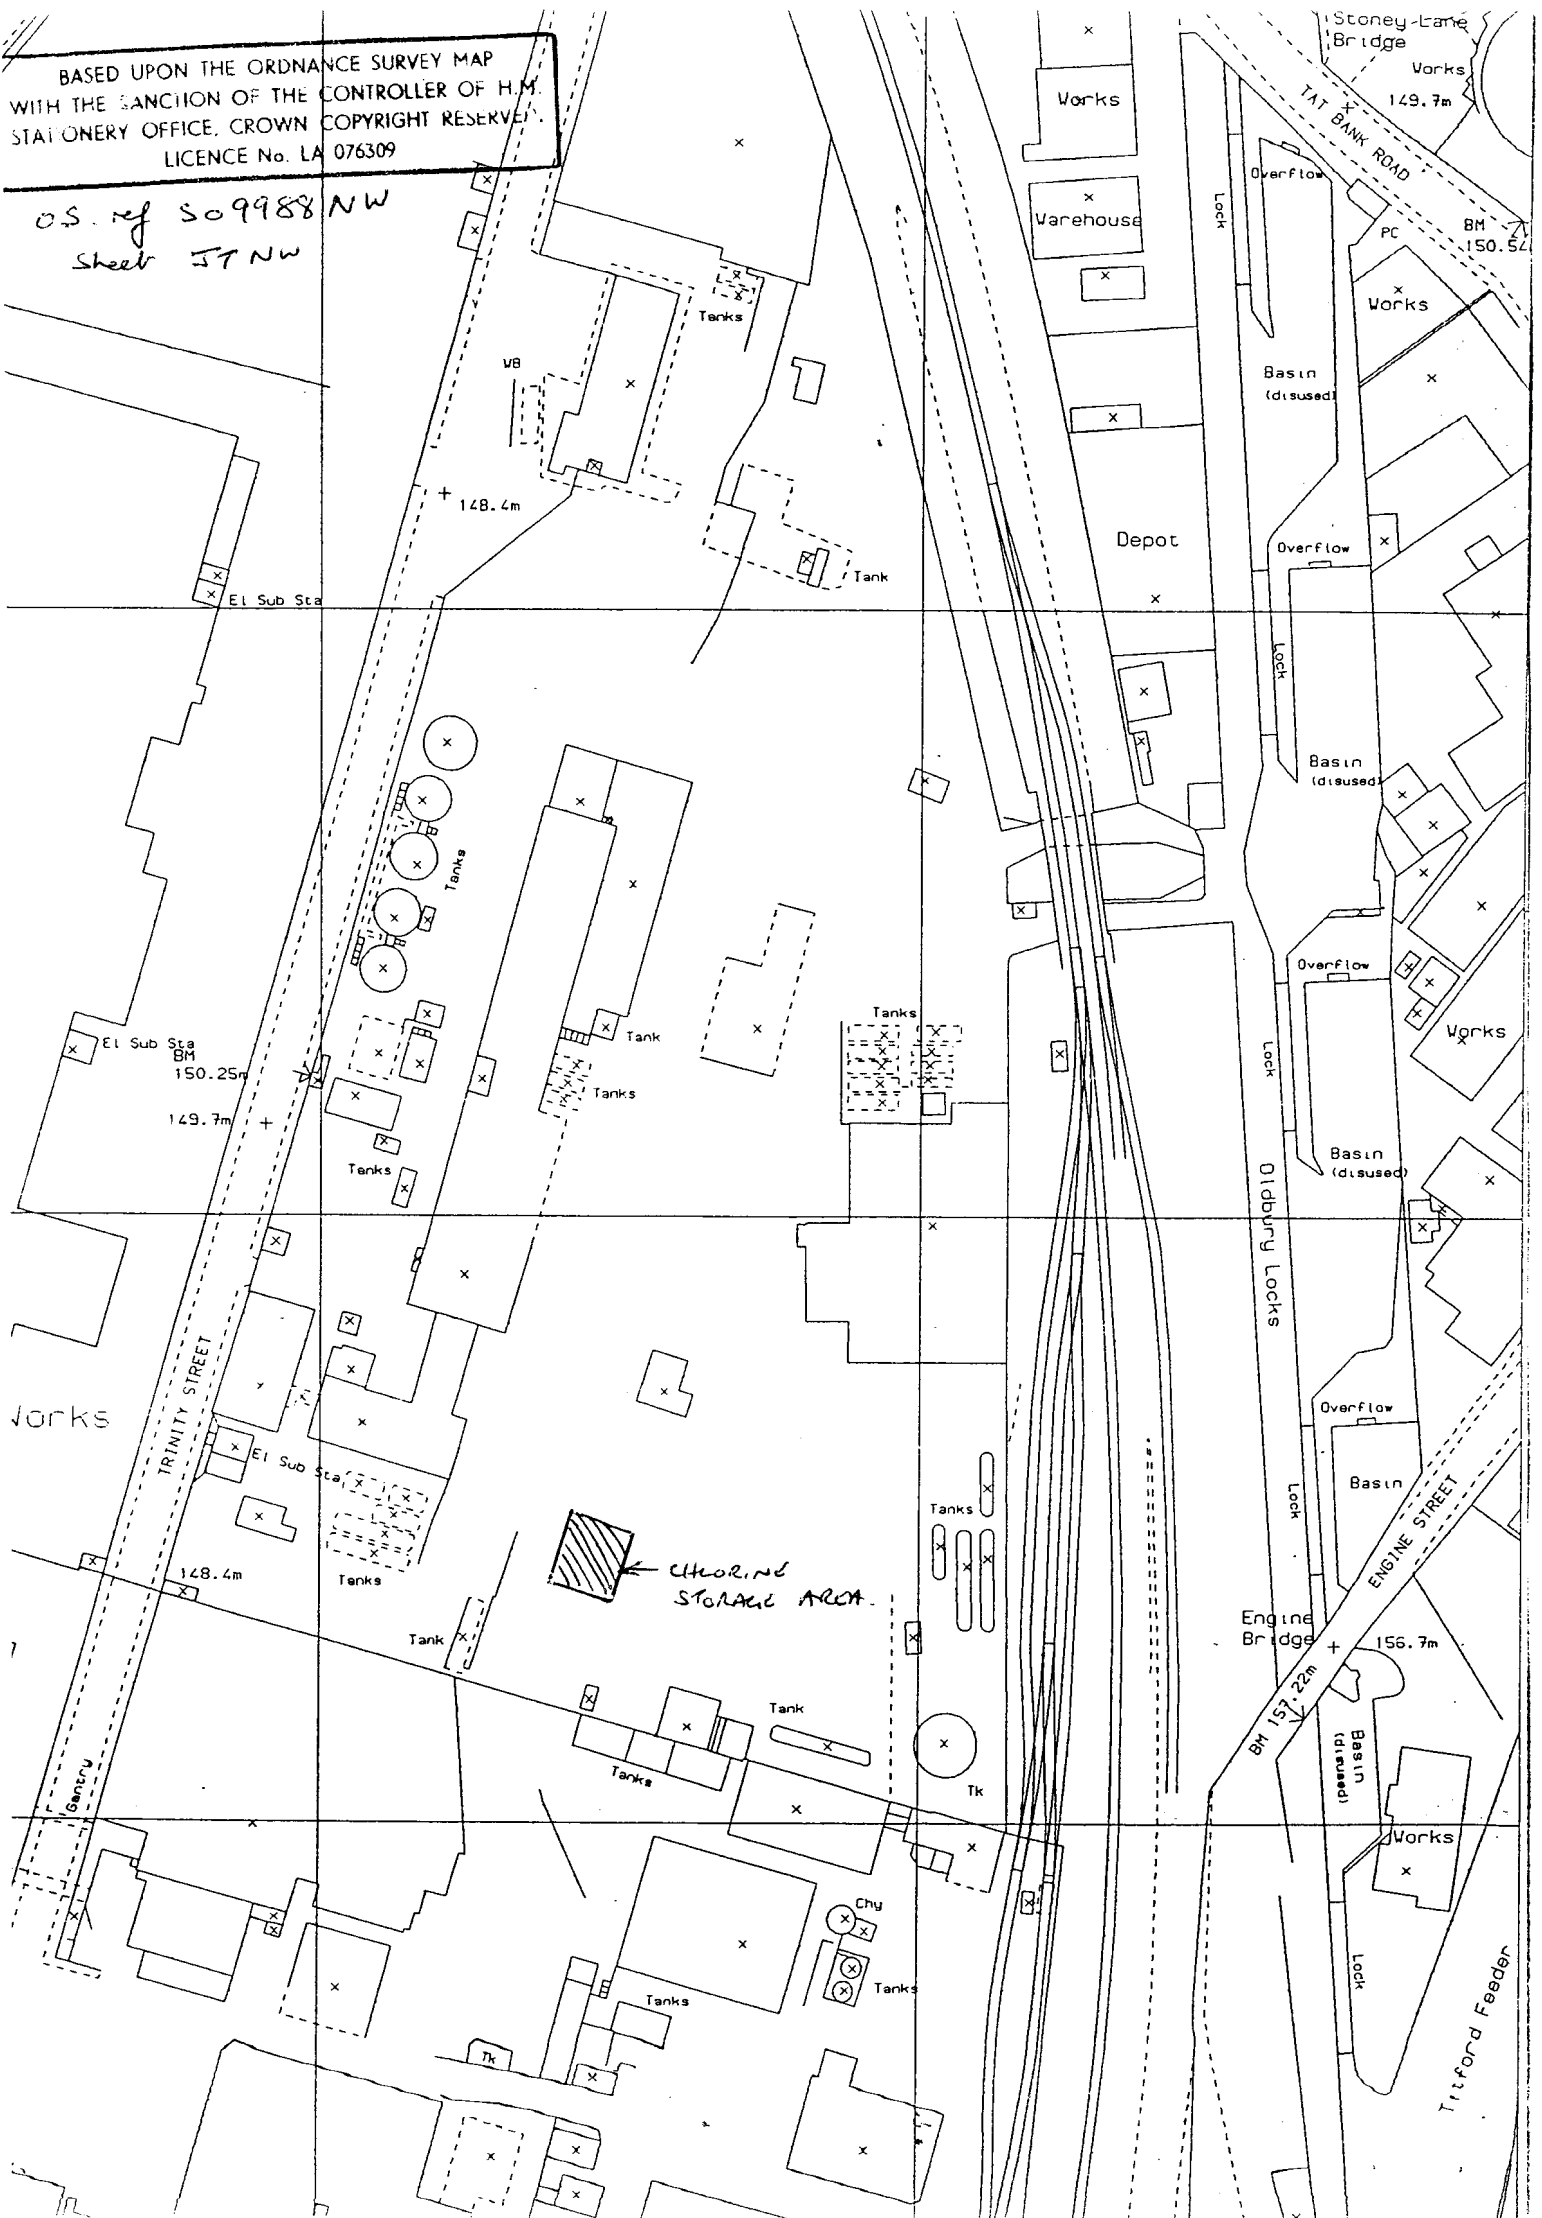 BASED UPON THE ORDNANCE SURVEY MAP
WITH THE SANCTION OF THE CONTROLLER OF H.M.
STATIONERY OFFICE. CROWN COPYRIGHT RESERVED.
LICENCE No. LA 076309
O.S. ref SO9988 NW
Sheet JT NW
Stoney Lane
Bridge
Works
149.7m
TAT BANK ROAD
BM
150.54
PC
Works
Works
Warehouse
Lock
Overflow
Basin
(disused)
Tanks
WB
148.4m
Tank
Depot
Overflow
El Sub Sta
Lock
Basin
(disused)
Tanks
Overflow
Works
El Sub Sta
BM
150.25m
149.7m
Tank
Tanks
Tanks
Tanks
Lock
Basin
(disused)
Oldbury Locks
TRINITY STREET
Works
El Sub Sta
Tanks
148.4m
CHLORINE
STORAGE AREA.
Tanks
Overflow
Basin
Lock
ENGINE STREET
Engine
Bridge
156.7m
BM 157.22m
Basin
(disused)
Works
Tank
Tank
Tanks
Tk
Gantry
Chy
Tanks
Tanks
Tk
Lock
Titford Feeder